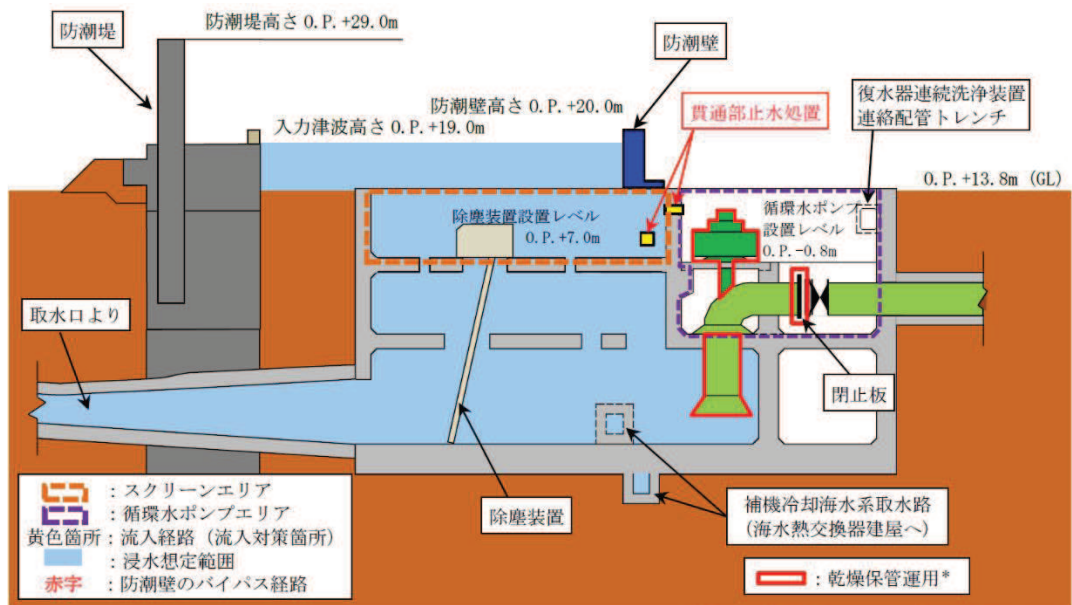 防潮堤
防潮堤高さ O.P.+29.0m
防潮壁
防潮壁高さ O.P.+20.0m
入力津波高さ O.P.+19.0m
貫通部止水処置
復水器連続洗浄装置
連絡配管トレンチ
O.P.+13.8m (GL)
除塵装置設置レベル
O.P.+7.0m
循環水ポンプ
設置レベル
O.P.-0.8m
取水口より
閉止板
除塵装置
補機冷却海水系取水路
(海水熱交換器建屋へ)
：スクリーンエリア
：循環水ポンプエリア
黄色箇所：流入経路（流入対策箇所）
：浸水想定範囲
赤字：防潮壁のバイパス経路
：乾燥保管運用*